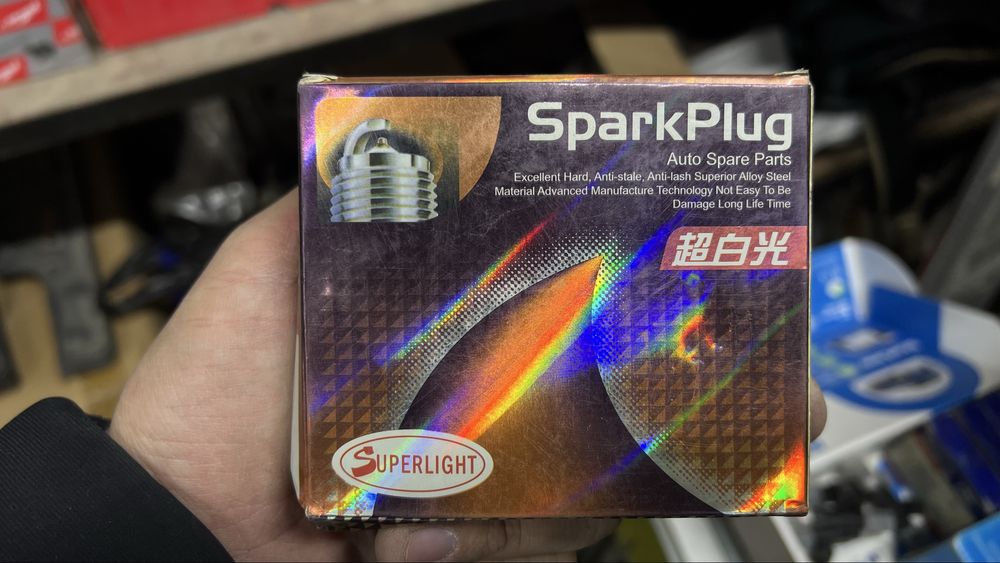 SparkPlug
Auto Spare Parts
Excellent Hard, Anti-stale, Anti-lash Superior Alloy Steel
Material Advanced Manufacture Technology Not Easy To Be
Damage Long Life Time
超白光
SUPERLIGHT